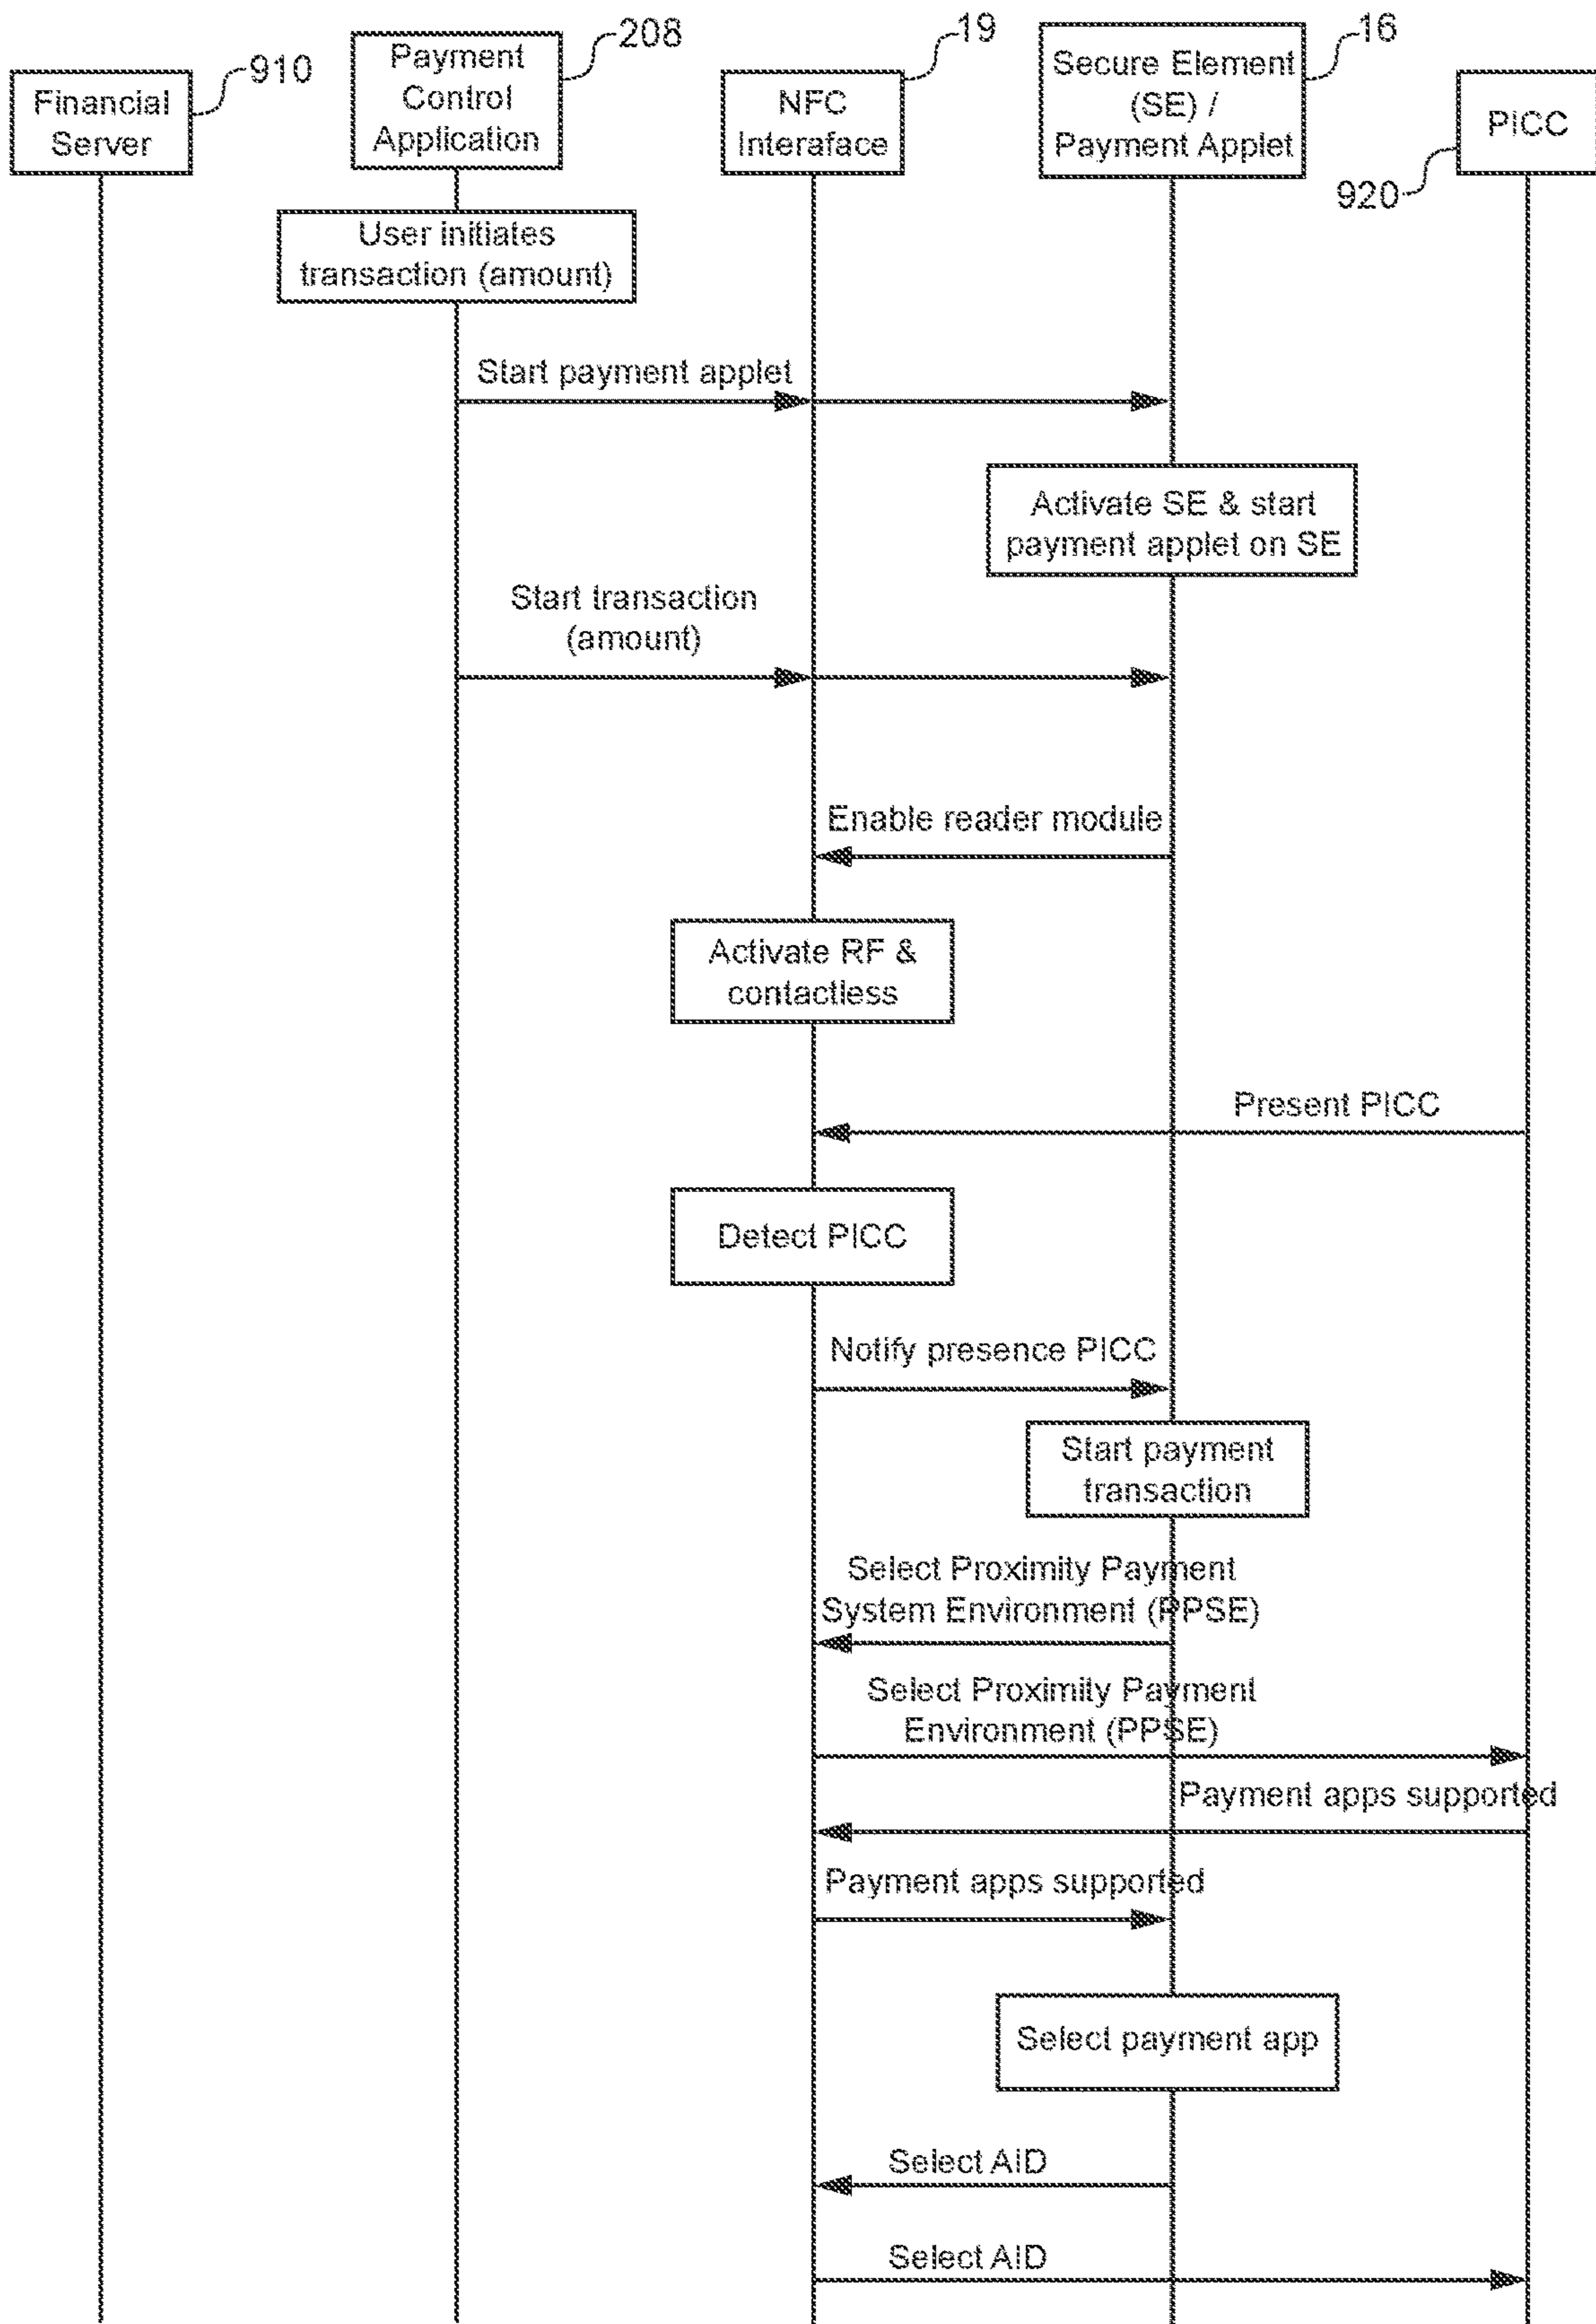 Financial
Server
910
Payment
Control
Application
208
NFC
Interaface
19
Secure Element
(SE) /
Payment Applet
16
PICC
920
User initiates
transaction (amount)
Start payment applet
Activate SE & start
payment applet on SE
Start transaction
(amount)
Enable reader module
Activate RF &
contactless
Present PICC
Detect PICC
Notify presence PICC
Start payment
transaction
Select Proximity Payment
System Environment (PPSE)
Select Proximity Payment
Environment (PPSE)
Payment apps supported
Payment apps supported
Select payment app
Select AID
Select AID